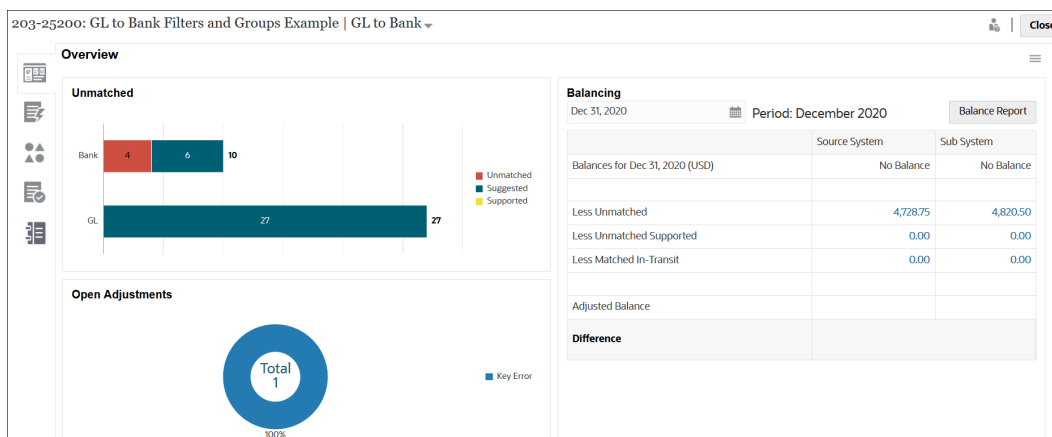 203-25200: GL to Bank Filters and Groups Example | GL to Bank
Close
Overview
Unmatched
Bank 4 6 10
GL 27 27
Unmatched
Suggested
Supported
Open Adjustments
Total
1
100%
Key Error
Balancing
Dec 31, 2020 Period: December 2020 Balance Report
Source System Sub System
Balances for Dec 31, 2020 (USD) No Balance No Balance
Less Unmatched 4,728.75 4,820.50
Less Unmatched Supported 0.00 0.00
Less Matched In-Transit 0.00 0.00
Adjusted Balance
Difference